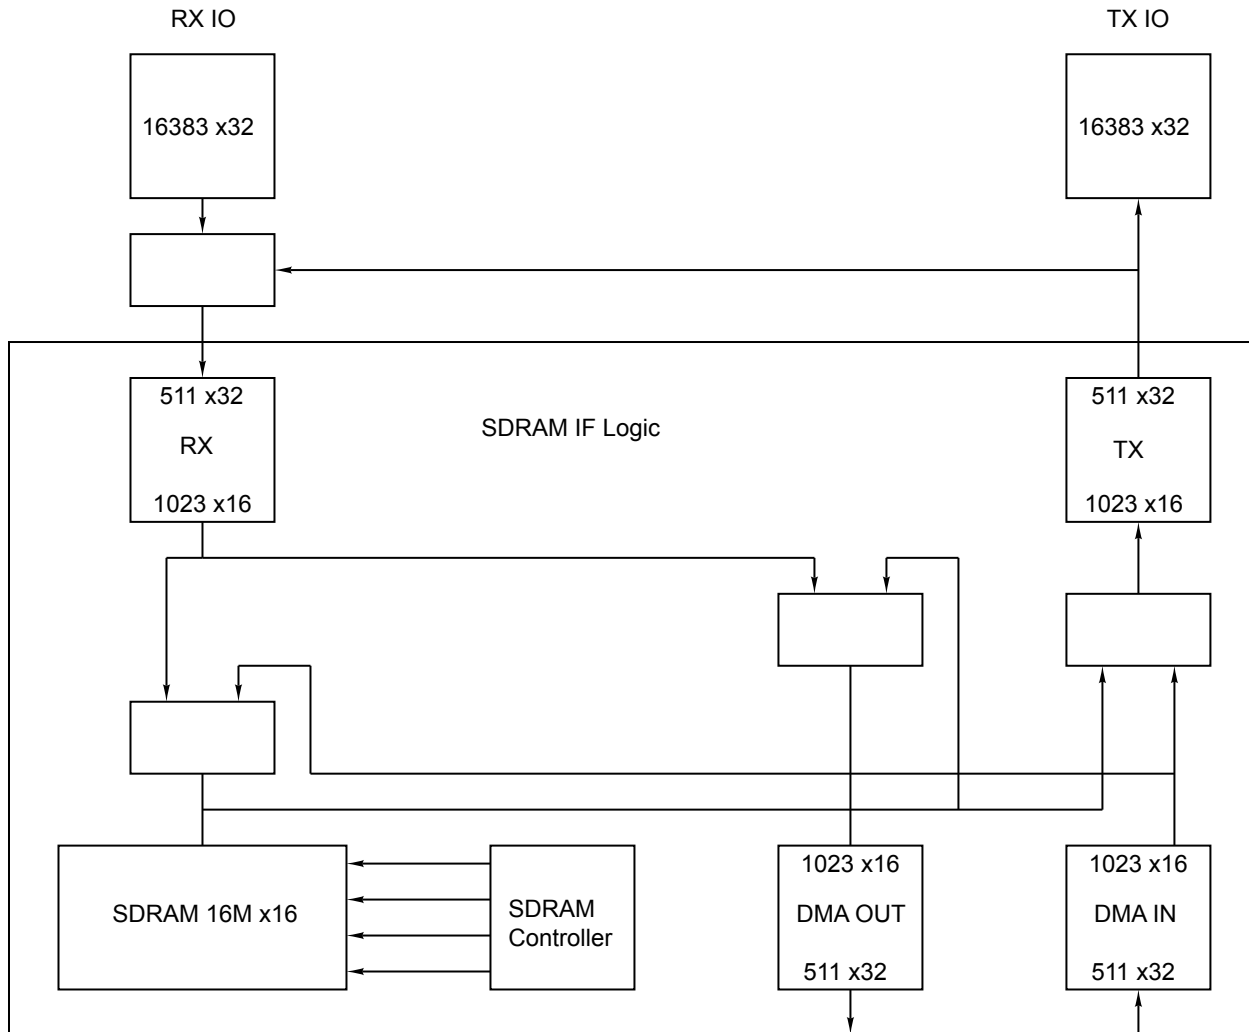 RX IO
TX IO
16383 x32
16383 x32
511 x32
RX
1023 x16
SDRAM IF Logic
511 x32
TX
1023 x16
SDRAM 16M x16
SDRAM
Controller
1023 x16
DMA OUT
511 x32
1023 x16
DMA IN
511 x32